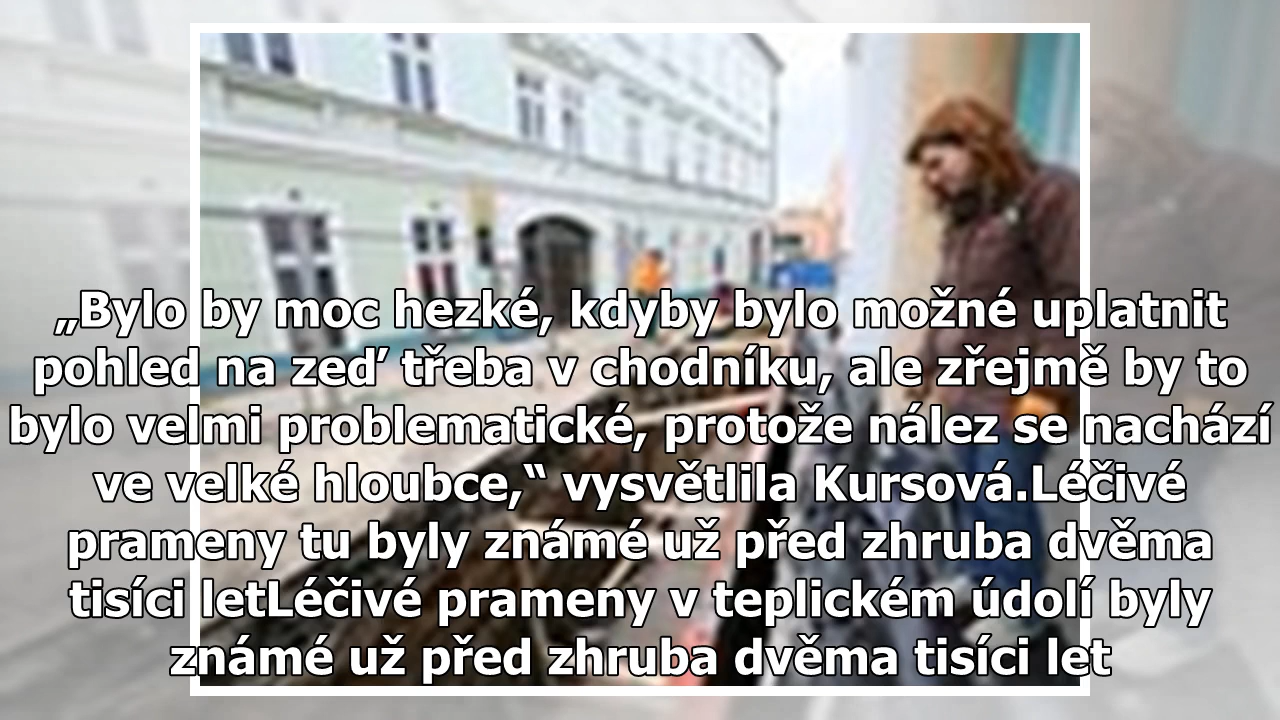 „Bylo by moc hezké, kdyby bylo možné uplatnit
pohled na zeď třeba v chodníku, ale zřejmě by to
bylo velmi problematické, protože nález se nachází
ve velké hloubce,“ vysvětlila Kursová.Léčivé
prameny tu byly známé už před zhruba dvěma
tisíci letLéčivé prameny v teplickém údolí byly
známé už před zhruba dvěma tisíci let